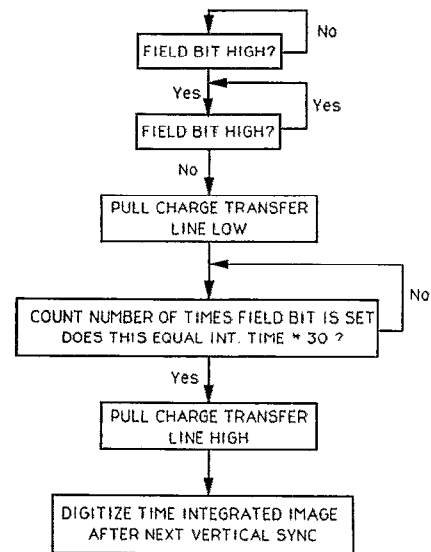 No
FIELD BIT HIGH?
Yes
Yes
FIELD BIT HIGH?
No
PULL CHARGE TRANSFER
LINE LOW
No
COUNT NUMBER OF TIMES FIELD BIT IS SET
DOES THIS EQUAL INT. TIME * 30 ?
Yes
PULL CHARGE TRANSFER
LINE HIGH
DIGITIZE TIME INTEGRATED IMAGE
AFTER NEXT VERTICAL SYNC